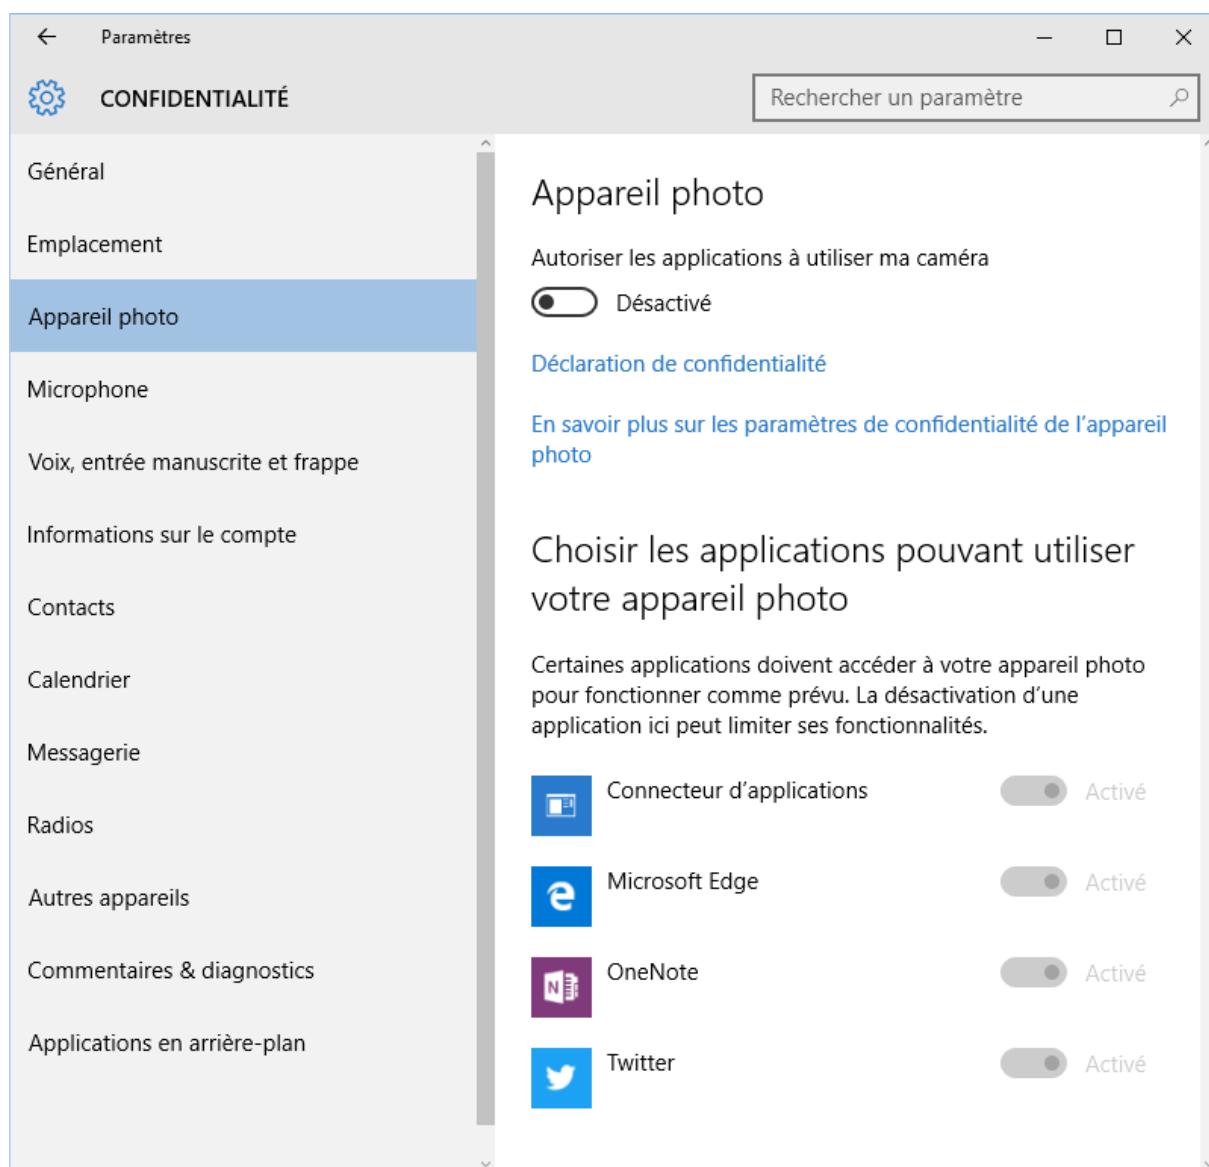 Paramètres
CONFIDENTIALITÉ
Rechercher un paramètre
Général
Emplacement
Appareil photo
Microphone
Voix, entrée manuscrite et frappe
Informations sur le compte
Contacts
Calendrier
Messagerie
Radios
Autres appareils
Commentaires & diagnostics
Applications en arrière-plan
Appareil photo
Autoriser les applications à utiliser ma caméra
Désactivé
Déclaration de confidentialité
En savoir plus sur les paramètres de confidentialité de l’appareil
photo
Choisir les applications pouvant utiliser
votre appareil photo
Certaines applications doivent accéder à votre appareil photo
pour fonctionner comme prévu. La désactivation d’une
application ici peut limiter ses fonctionnalités.
Connecteur d’applications Activé
Microsoft Edge Activé
OneNote Activé
Twitter Activé